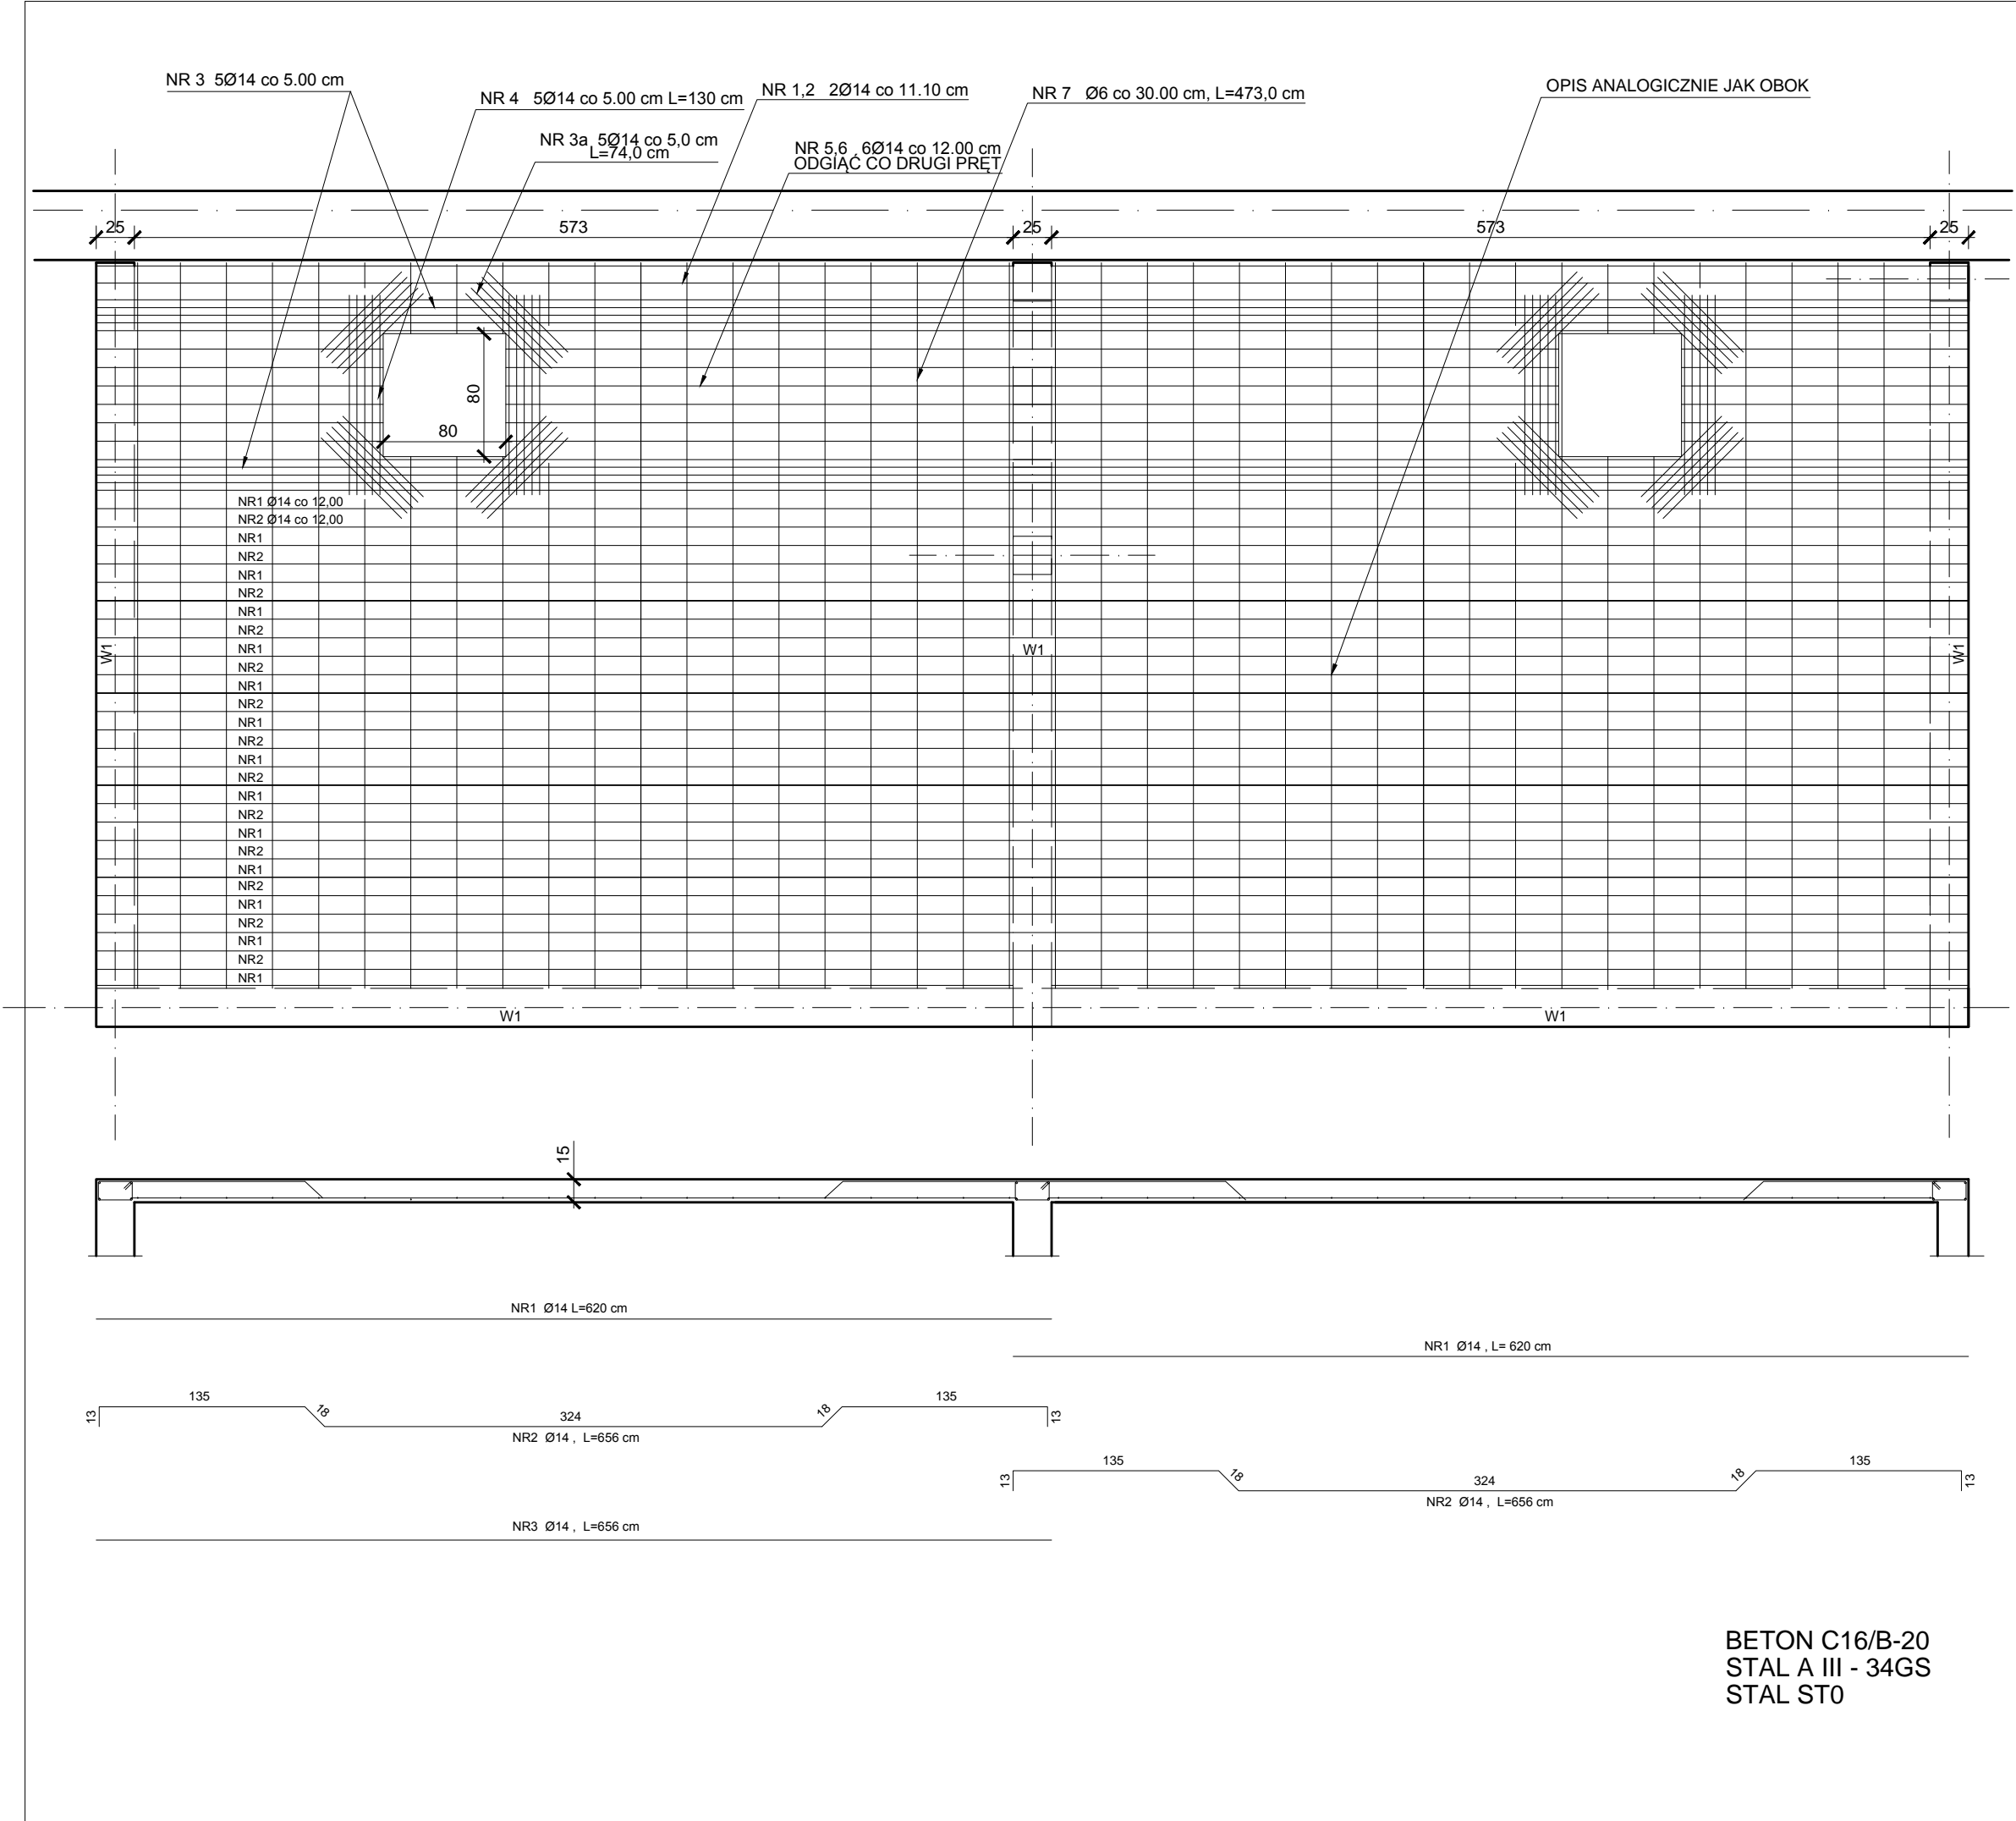 NR 3  5Ø14 co 5.00 cm
NR 4   5Ø14 co 5.00 cm L=130 cm
NR 1,2   2Ø14 co 11.10 cm
NR 7   Ø6 co 30.00 cm, L=473,0 cm
OPIS ANALOGICZNIE JAK OBOK
NR 3a  5Ø14 co 5,0 cm
L=74,0 cm
NR 5,6   6Ø14 co 12.00 cm
ODGIĄĆ CO DRUGI PRĘT
25
573
25
573
25
80
80
NR1 Ø14 co 12,00
NR2 Ø14 co 12,00
NR1
NR2
NR1
NR2
NR1
NR2
NR1
NR2
NR1
NR2
NR1
NR2
NR1
NR2
NR1
NR2
NR1
NR2
NR1
NR2
NR1
NR2
NR1
NR2
NR1
W1
W1
W1
W1
W1
15
NR1  Ø14 L=620 cm
NR1  Ø14 , L= 620 cm
13
135
18
324
18
135
13
NR2  Ø14 ,  L=656 cm
13
135
18
324
18
135
13
NR2  Ø14 ,  L=656 cm
NR3  Ø14 ,  L=656 cm
BETON C16/B-20
STAL A III - 34GS
STAL ST0